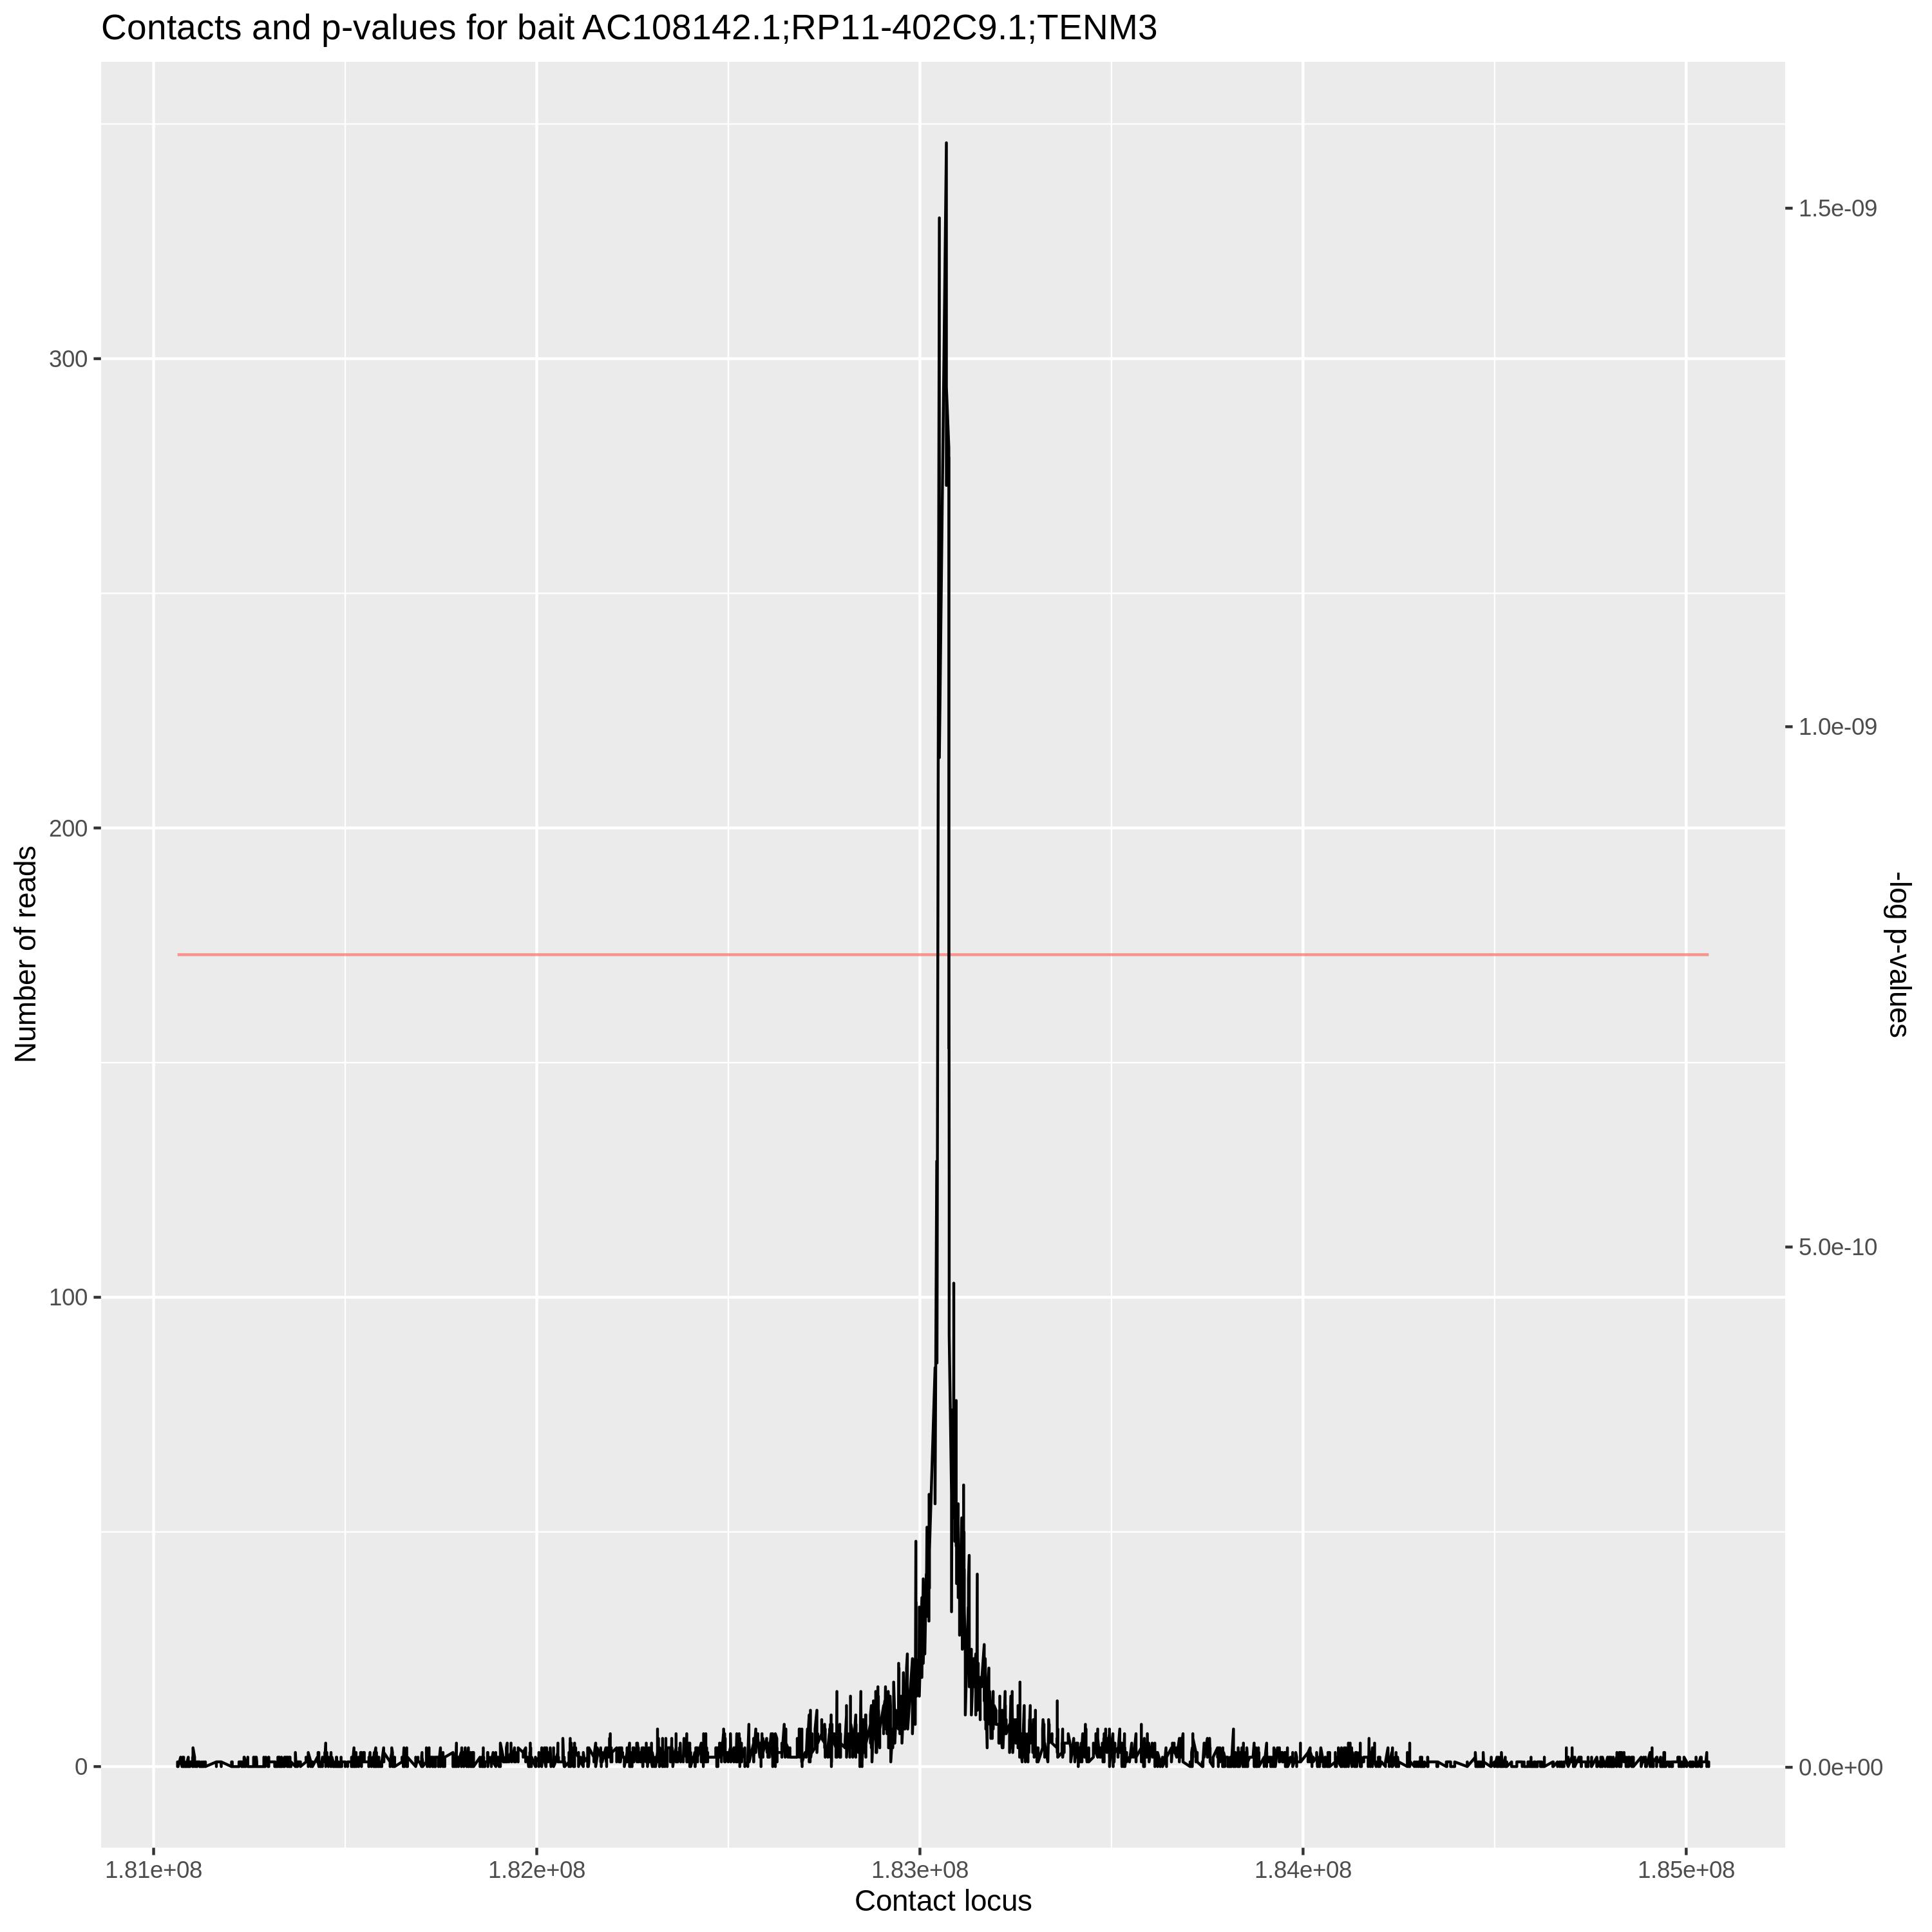 Contacts and p-values for bait AC108142.1;RP11-402C9.1;TENM3
Number of reads
300
200
100
0
1.5e-09
1.0e-09
5.0e-10
0.0e+00
-log p-values
1.81e+08
1.82e+08
1.83e+08
1.84e+08
1.85e+08
Contact locus